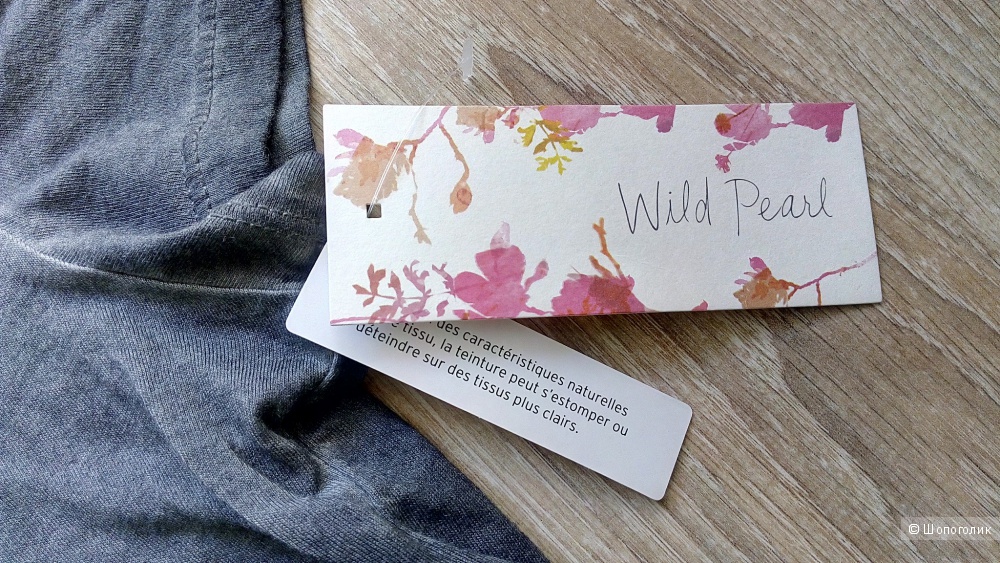 Wild Pearl
des caractéristiques naturelles
tissu, la teinture peut s'estomper ou
déteindre sur des tissus plus clairs.
© Шопоголик